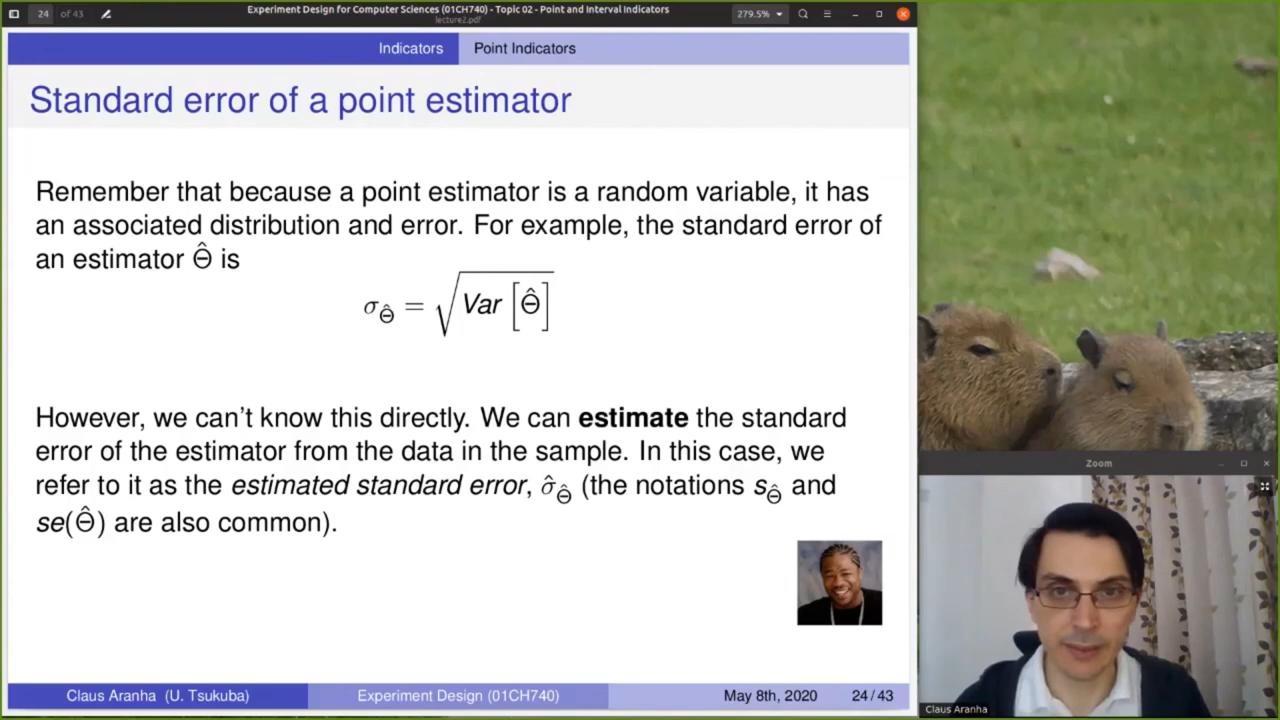 24 of 43
Experiment Design for Computer Sciences (01CH740) - Topic 02 - Point and Interval Indicators
lecture2.pdf
279.5%
Indicators
Point Indicators
Standard error of a point estimator
Remember that because a point estimator is a random variable, it has
an associated distribution and error. For example, the standard error of
an estimator Θ̂ is
σ_Θ̂ = √Var [Θ̂]
However, we can't know this directly. We can estimate the standard
error of the estimator from the data in the sample. In this case, we
refer to it as the estimated standard error, σ̂_Θ̂ (the notations s_Θ̂ and
se(Θ̂) are also common).
Claus Aranha (U. Tsukuba)
Experiment Design (01CH740)
May 8th, 2020
24 / 43
Zoom
Claus Aranha